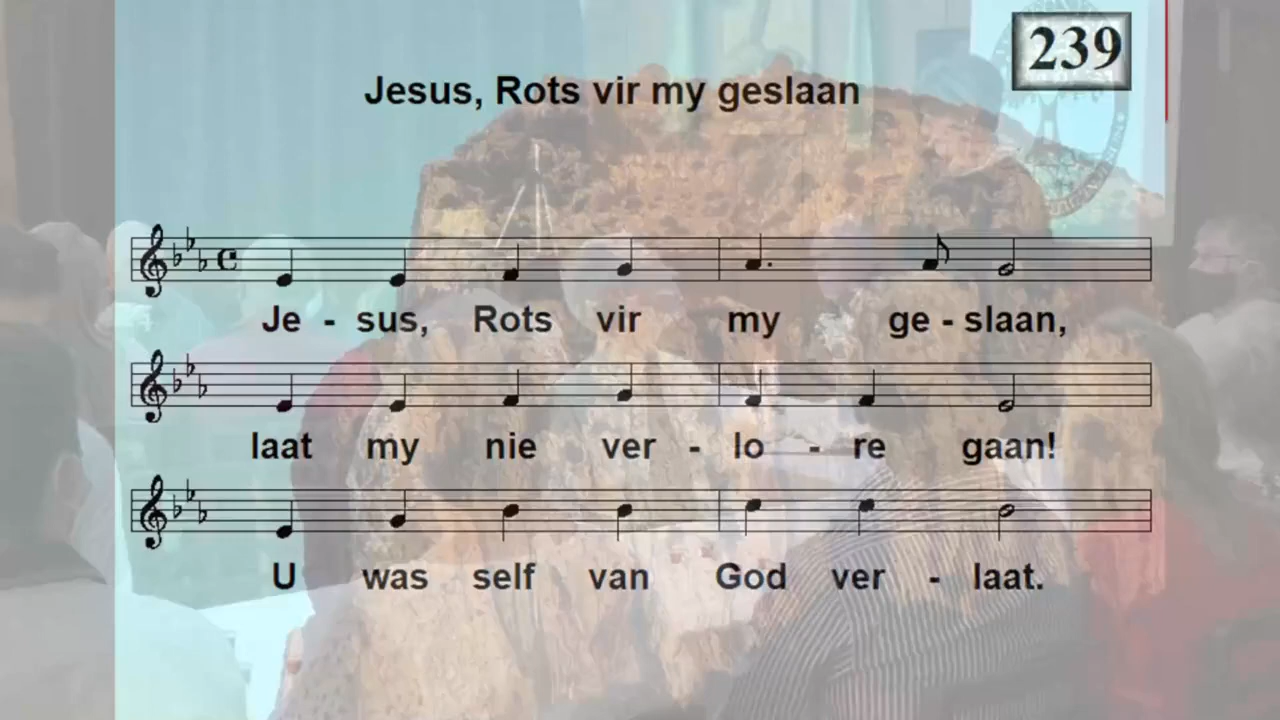 239
Jesus, Rots vir my geslaan
Je - sus, Rots vir my ge - slaan,
laat my nie ver - lo - re gaan!
U was self van God ver - laat.